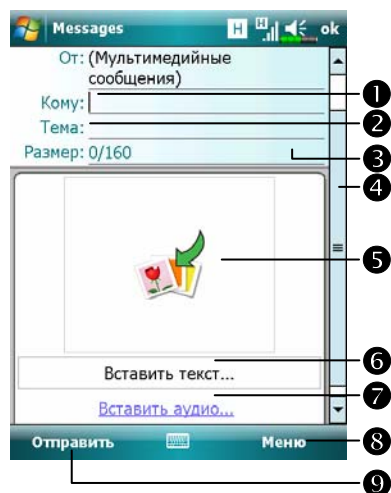 Messages H H ok
От: (Мультимедийные
сообщения)
Кому:
Тема:
Размер: 0/160
Вставить текст...
Вставить аудио...
Отправить Меню
1
2
3
4
5
6
7
8
9